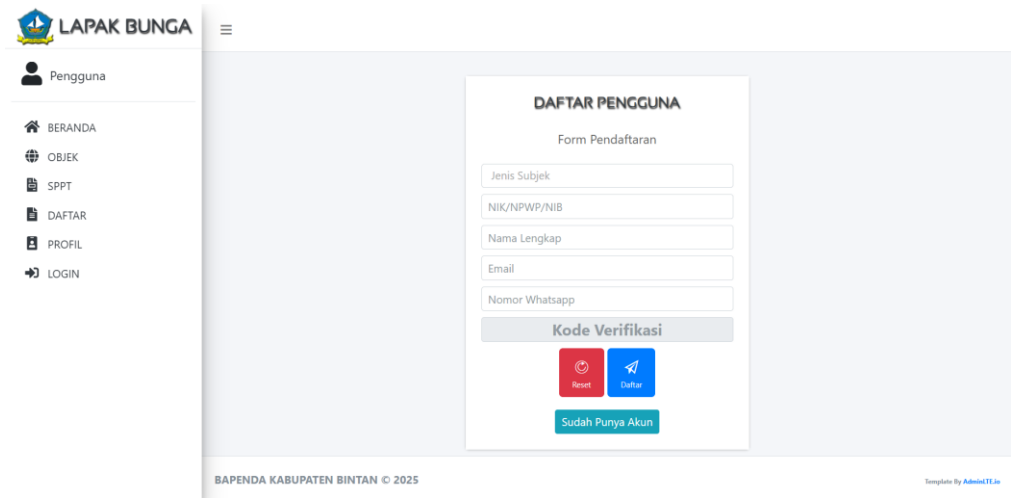 LAPAK BUNGA
Pengguna
BERANDA
OBJEK
SPPT
DAFTAR
PROFIL
LOGIN
DAFTAR PENGGUNA
Form Pendaftaran
Jenis Subjek
NIK/NPWP/NIB
Nama Lengkap
Email
Nomor Whatsapp
Kode Verifikasi
Reset
Daftar
Sudah Punya Akun
BAPENDA KABUPATEN BINTAN © 2025
Template By AdminLTE.io